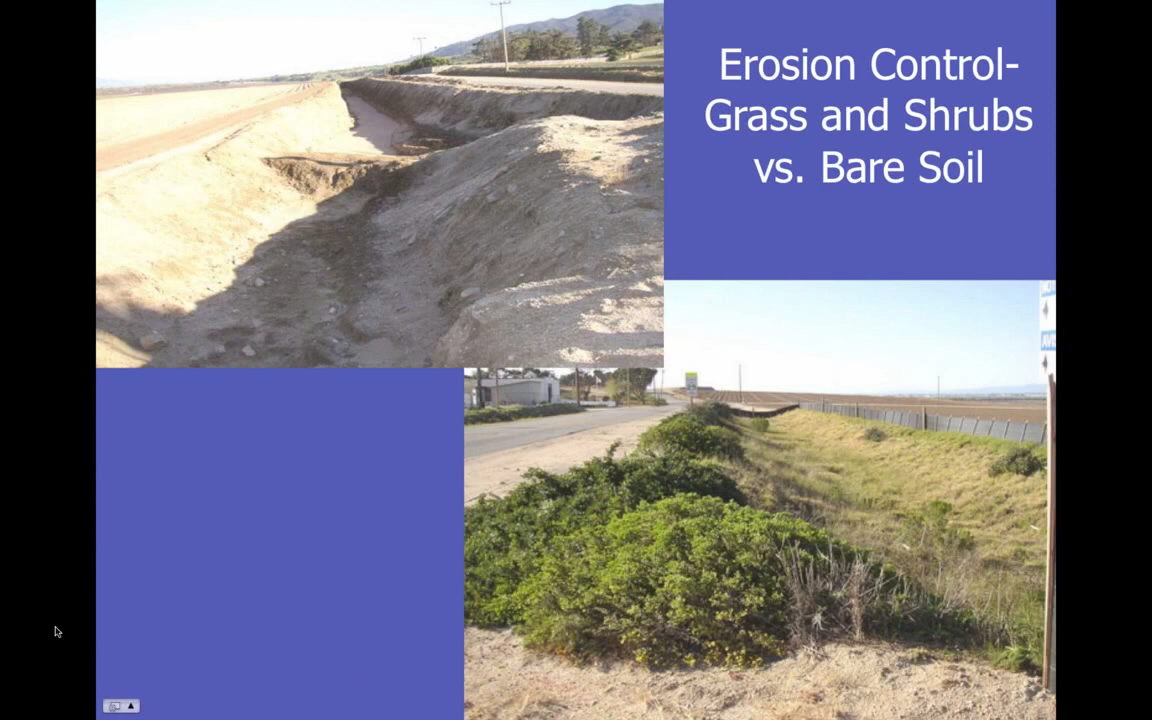 Erosion Control-
Grass and Shrubs
vs. Bare Soil